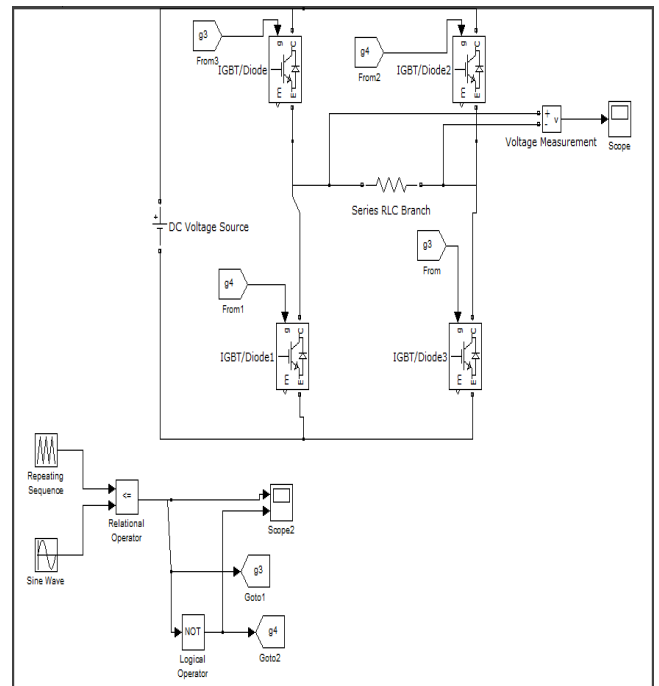 g3
From3
g
C
E
m
IGBT/Diode
g4
From2
g
C
E
m
IGBT/Diode2
+
-
v
Voltage Measurement
Scope
Series RLC Branch
+
DC Voltage Source
g3
From
g4
From1
g
C
E
m
IGBT/Diode1
g
C
E
m
IGBT/Diode3
Repeating
Sequence
<=
Relational
Operator
Scope2
Sine Wave
g3
Goto1
NOT
Logical
Operator
g4
Goto2